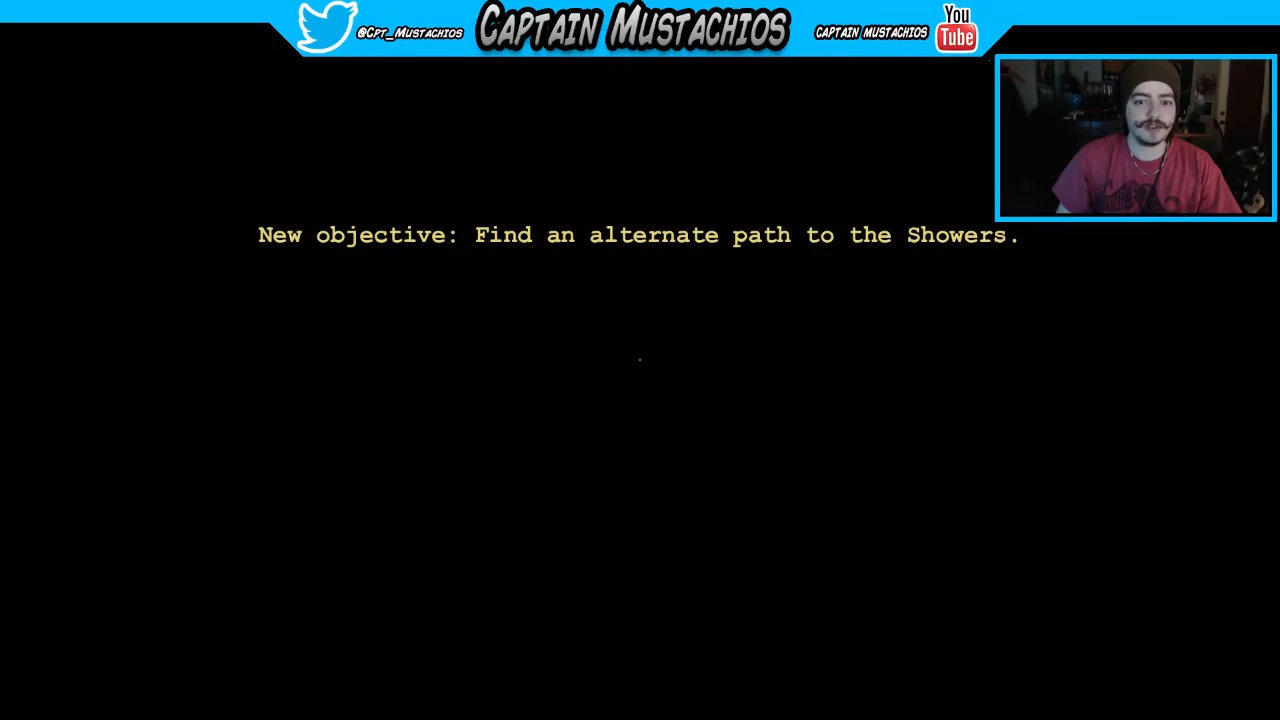 @Cpt_Mustachios
Captain Mustachios
Captain Mustachios
You
Tube
New objective: Find an alternate path to the Showers.